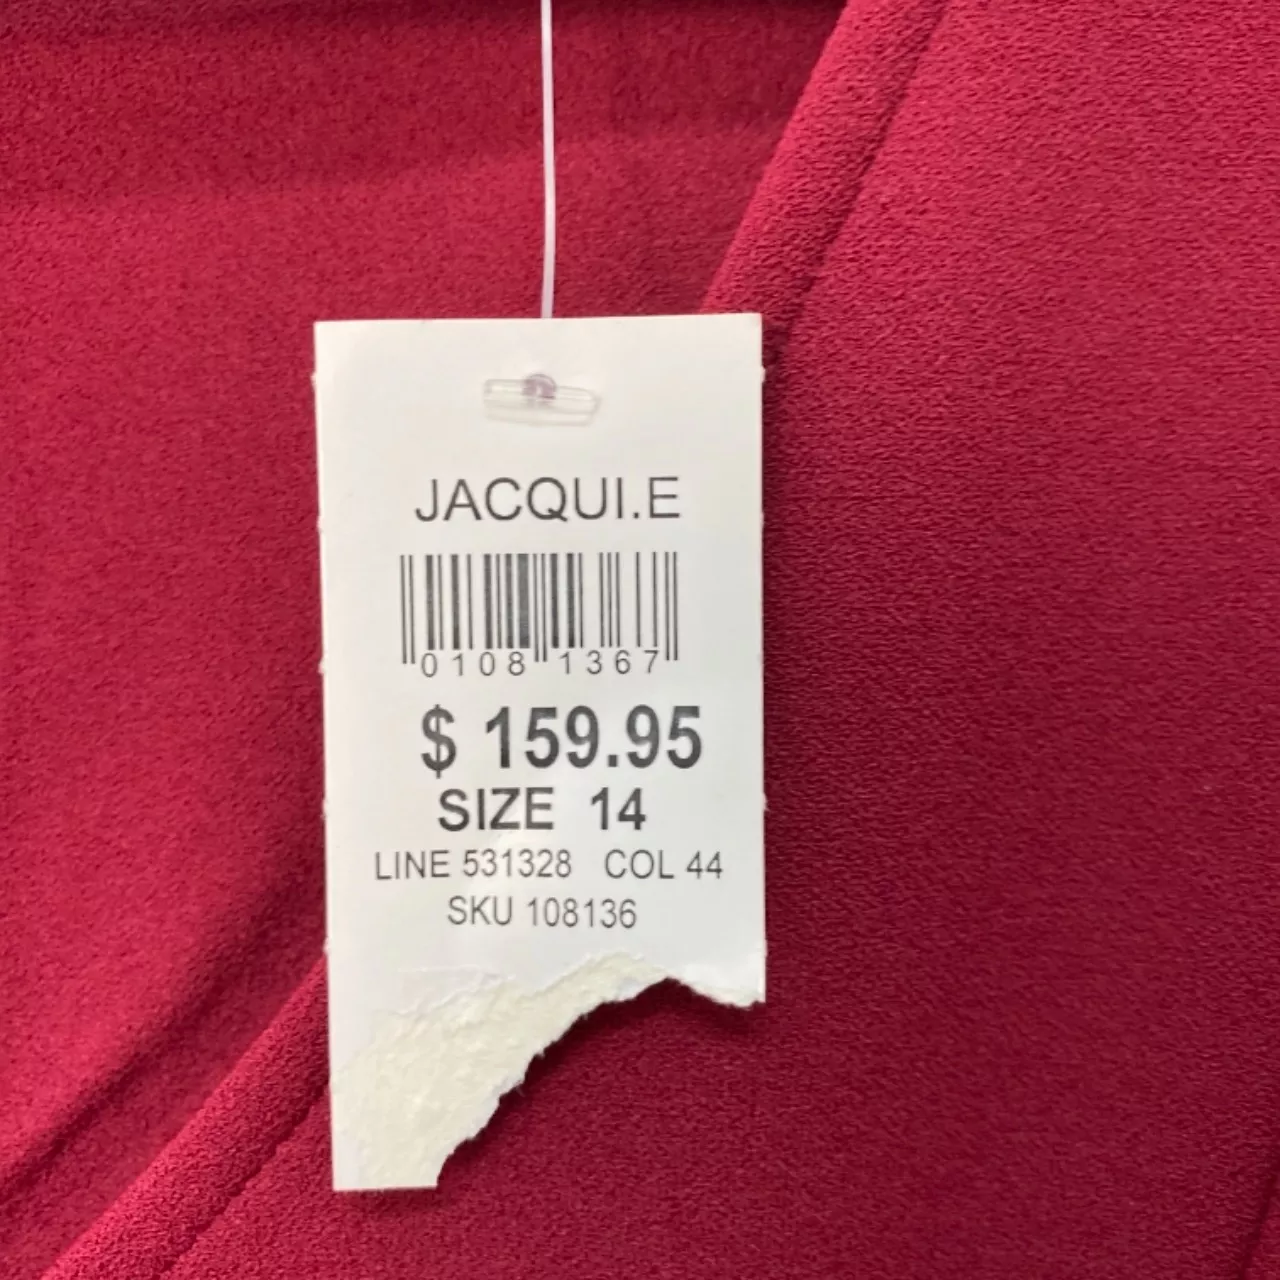 JACQUI.E
0108 1367
$ 159.95
SIZE 14
LINE 531328 COL 44
SKU 108136